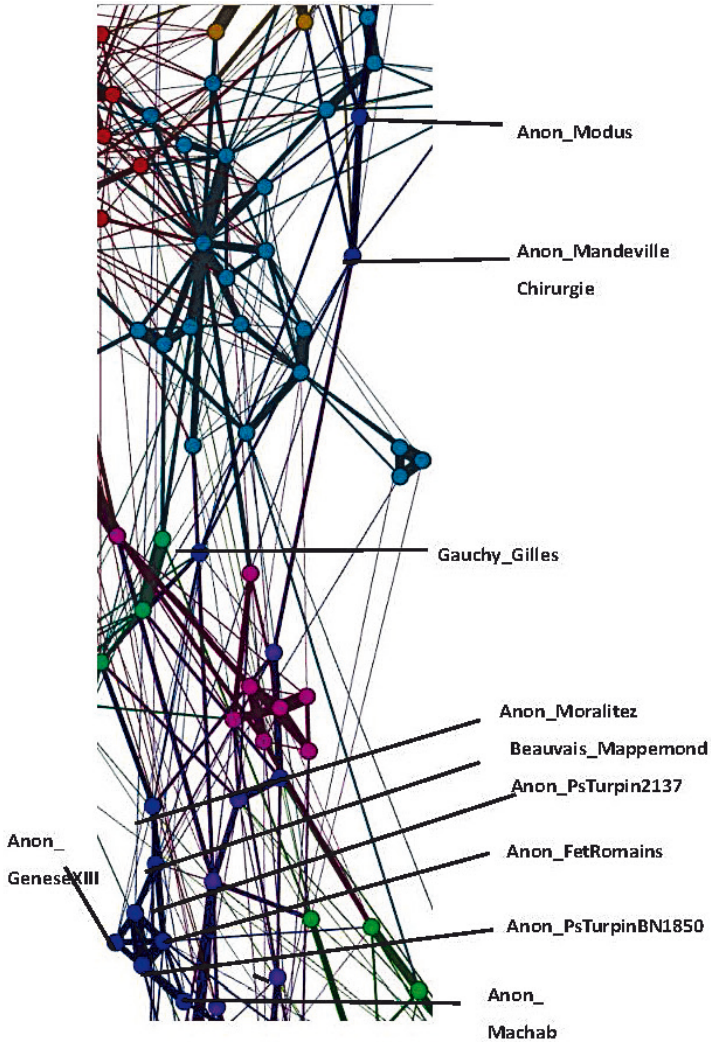 Anon_Modus
Anon_Mandeville
Chirurgie
Gauchy_Gilles
Anon_Moralitez
Beauvais_Mappemond
Anon_PsTurpin2137
Anon_
GeneseXIII
Anon_FetRomains
Anon_PsTurpinBN1850
Anon_
Machab